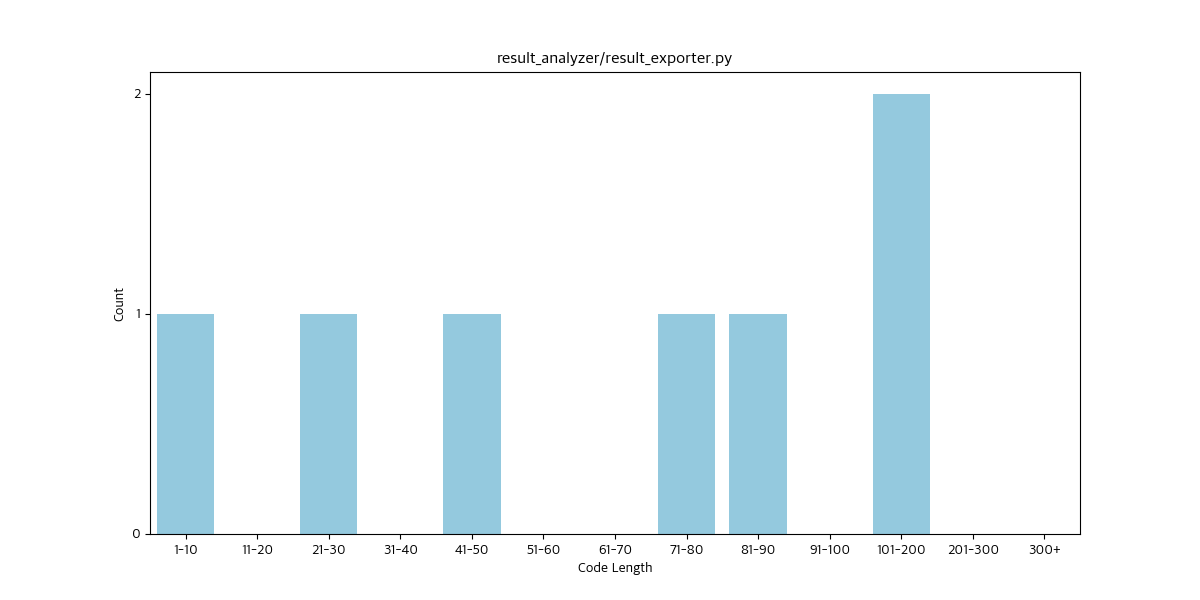 result_analyzer/result_exporter.py
2
1
0
Count
1-10 11-20 21-30 31-40 41-50 51-60 61-70 71-80 81-90 91-100 101-200 201-300 300+
Code Length